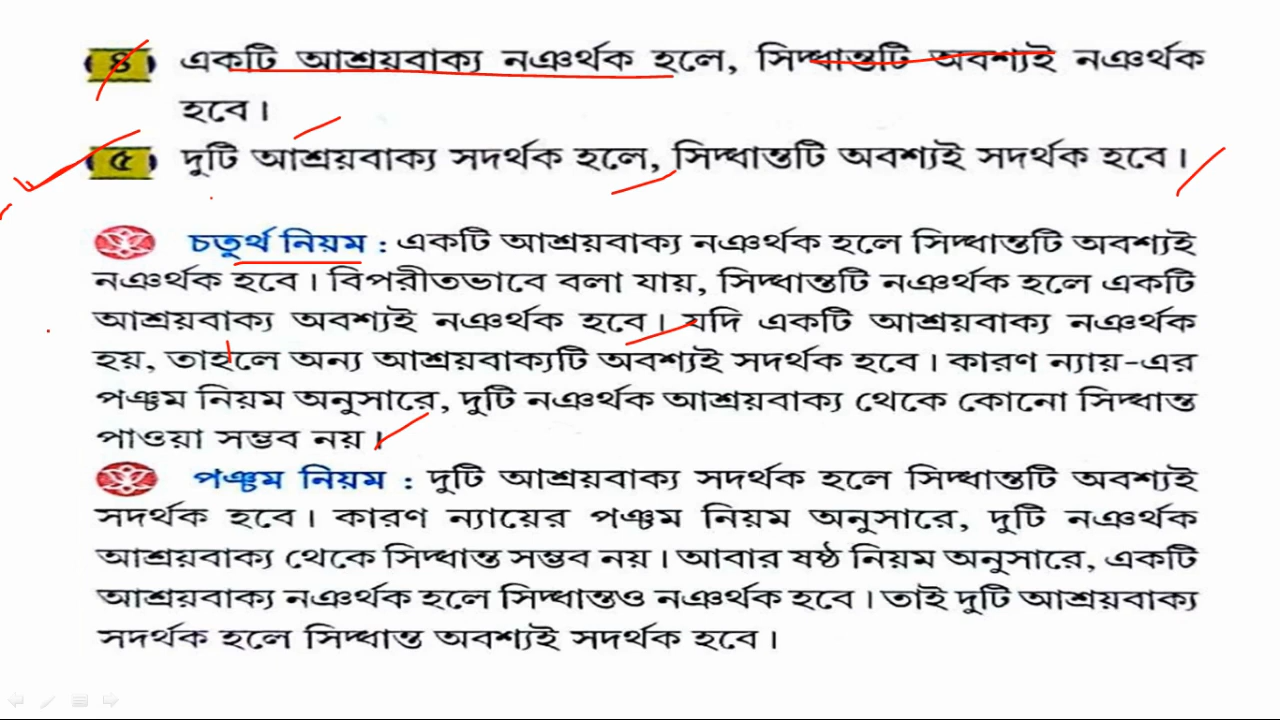 (৪) একটি আশ্রয়বাক্য নঞর্থক হলে, সিদ্ধান্তটি অবশ্যই নঞর্থক
হবে।
(৫) দুটি আশ্রয়বাক্য সদর্থক হলে, সিদ্ধান্তটি অবশ্যই সদর্থক হবে।
চতুর্থ নিয়ম : একটি আশ্রয়বাক্য নঞর্থক হলে সিদ্ধান্তটি অবশ্যই
নঞর্থক হবে। বিপরীতভাবে বলা যায়, সিদ্ধান্তটি নঞর্থক হলে একটি
আশ্রয়বাক্য অবশ্যই নঞর্থক হবে। যদি একটি আশ্রয়বাক্য নঞর্থক
হয়, তাহলে অন্য আশ্রয়বাক্যটি অবশ্যই সদর্থক হবে। কারণ ন্যায়-এর
পঞ্চম নিয়ম অনুসারে, দুটি নঞর্থক আশ্রয়বাক্য থেকে কোনো সিদ্ধান্ত
পাওয়া সম্ভব নয়।
পঞ্চম নিয়ম : দুটি আশ্রয়বাক্য সদর্থক হলে সিদ্ধান্তটি অবশ্যই
সদর্থক হবে। কারণ ন্যায়ের পঞ্চম নিয়ম অনুসারে, দুটি নঞর্থক
আশ্রয়বাক্য থেকে সিদ্ধান্ত সম্ভব নয়। আবার ষষ্ঠ নিয়ম অনুসারে, একটি
আশ্রয়বাক্য নঞর্থক হলে সিদ্ধান্তও নঞর্থক হবে। তাই দুটি আশ্রয়বাক্য
সদর্থক হলে সিদ্ধান্ত অবশ্যই সদর্থক হবে।